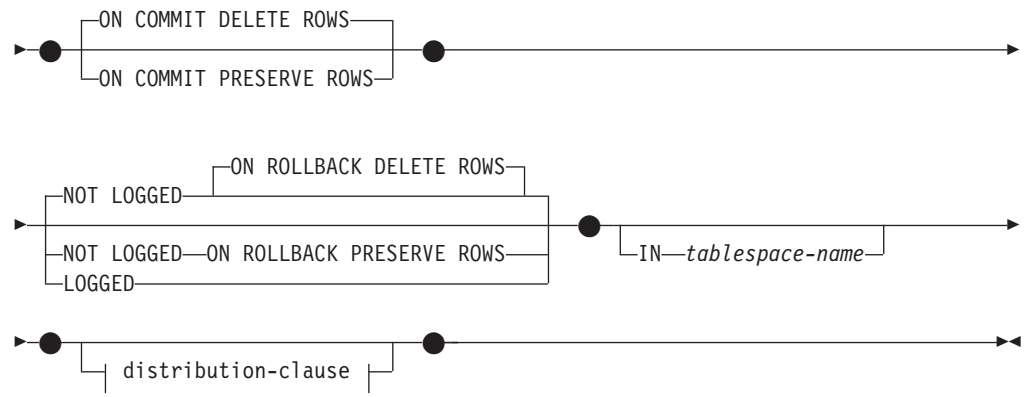 ON COMMIT DELETE ROWS
ON COMMIT PRESERVE ROWS
ON ROLLBACK DELETE ROWS
NOT LOGGED
NOT LOGGED ON ROLLBACK PRESERVE ROWS
LOGGED
IN tablespace-name
distribution-clause